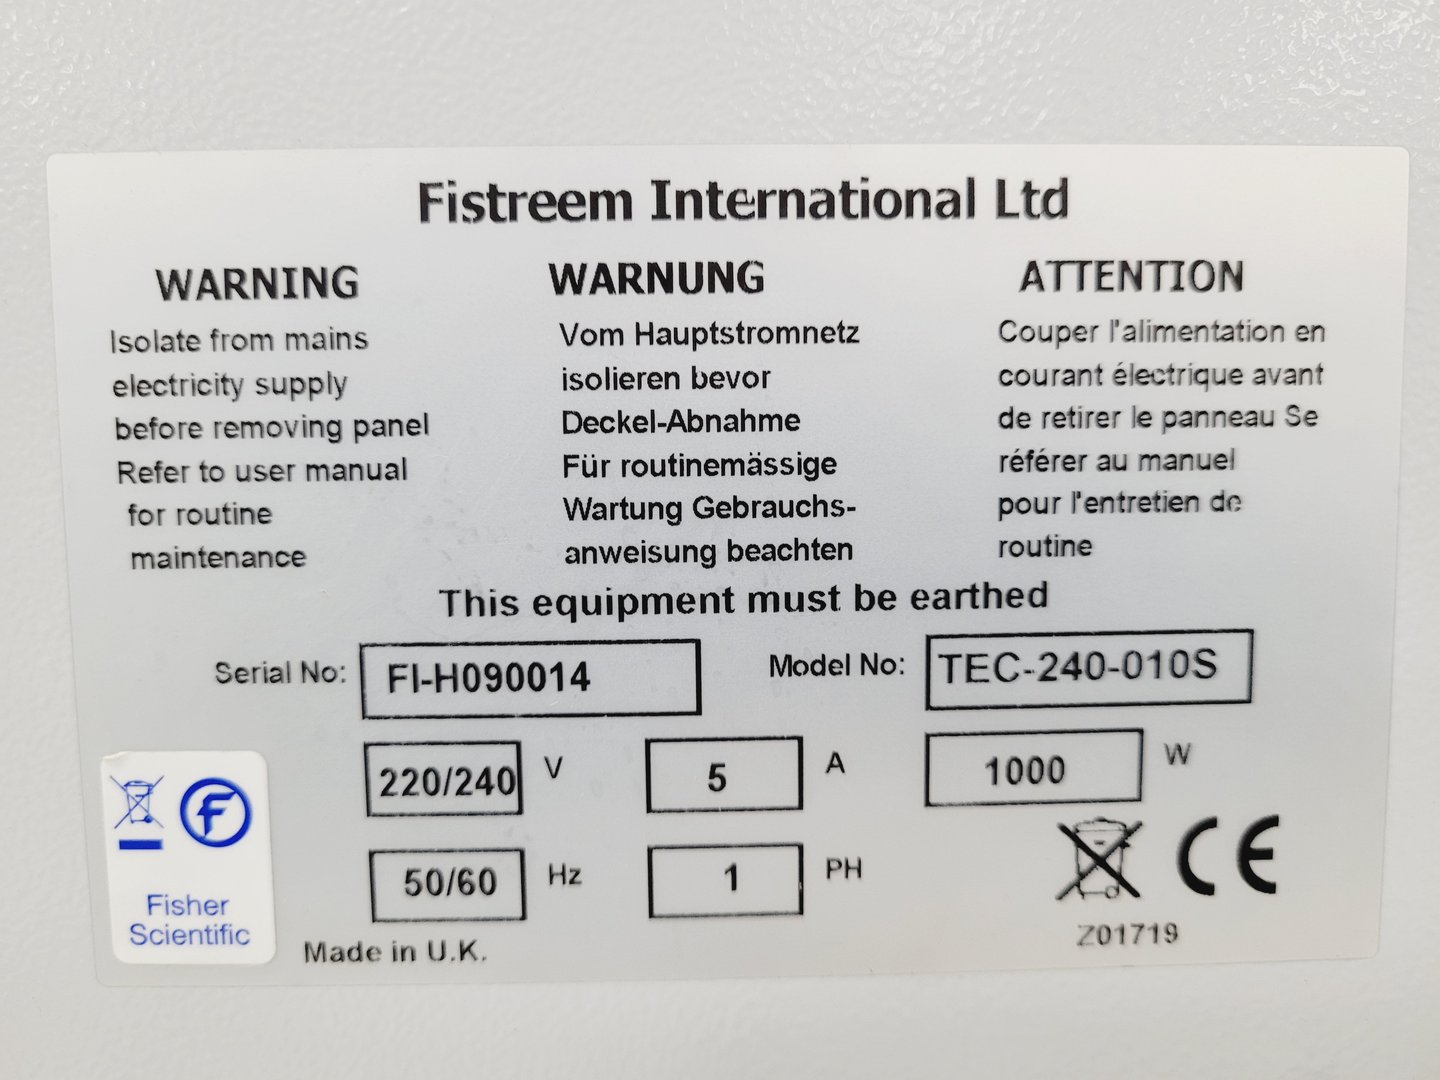 Fistreem International Ltd
WARNING
Isolate from mains
electricity supply
before removing panel
Refer to user manual
for routine
maintenance
WARNUNG
Vom Hauptstromnetz
isolieren bevor
Deckel-Abnahme
Für routinemässige
Wartung Gebrauchs-
anweisung beachten
ATTENTION
Couper l'alimentation en
courant électrique avant
de retirer le panneau Se
référer au manuel
pour l'entretien de
routine
This equipment must be earthed
Serial No: FI-H090014 Model No: TEC-240-010S
220/240 V 5 A 1000 W
50/60 Hz 1 PH
CE
Z01719
Fisher
Scientific
Made in U.K.